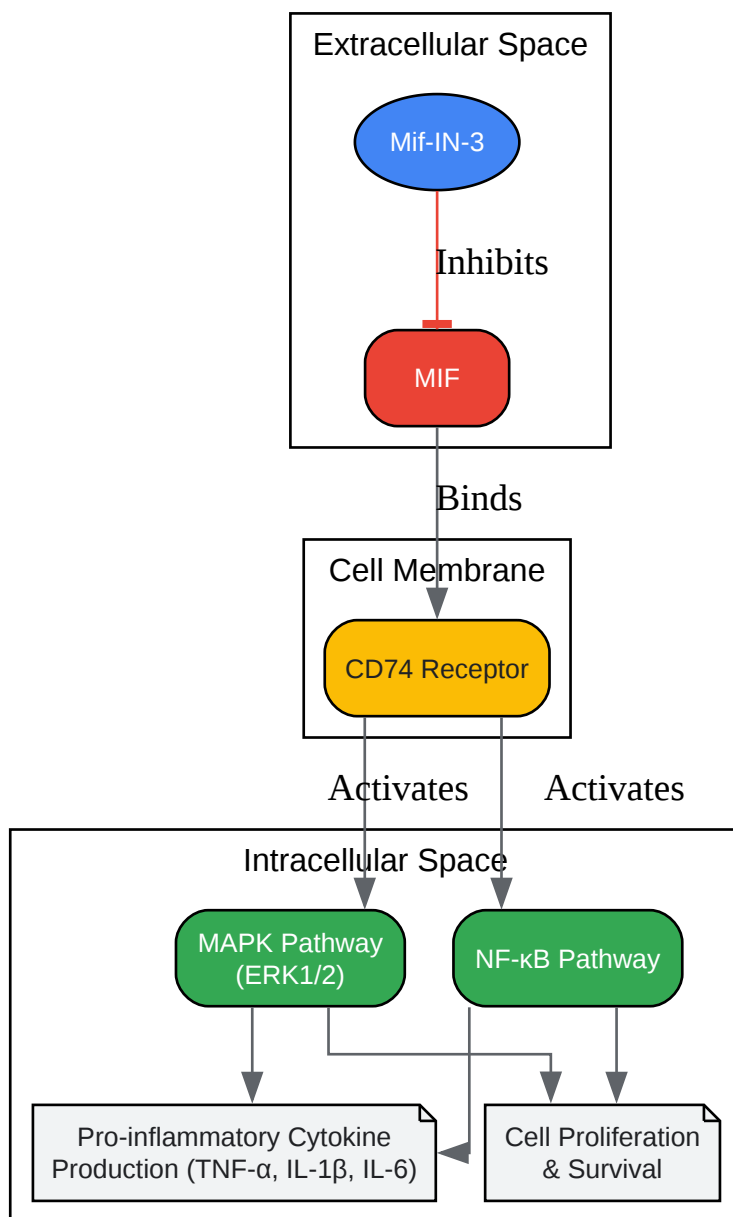 Extracellular Space
Mif-IN-3
Inhibits
MIF
Binds
Cell Membrane
CD74 Receptor
Activates
Activates
Intracellular Space
MAPK Pathway
(ERK1/2)
NF-κB Pathway
Pro-inflammatory Cytokine
Production (TNF-α, IL-1β, IL-6)
Cell Proliferation
& Survival